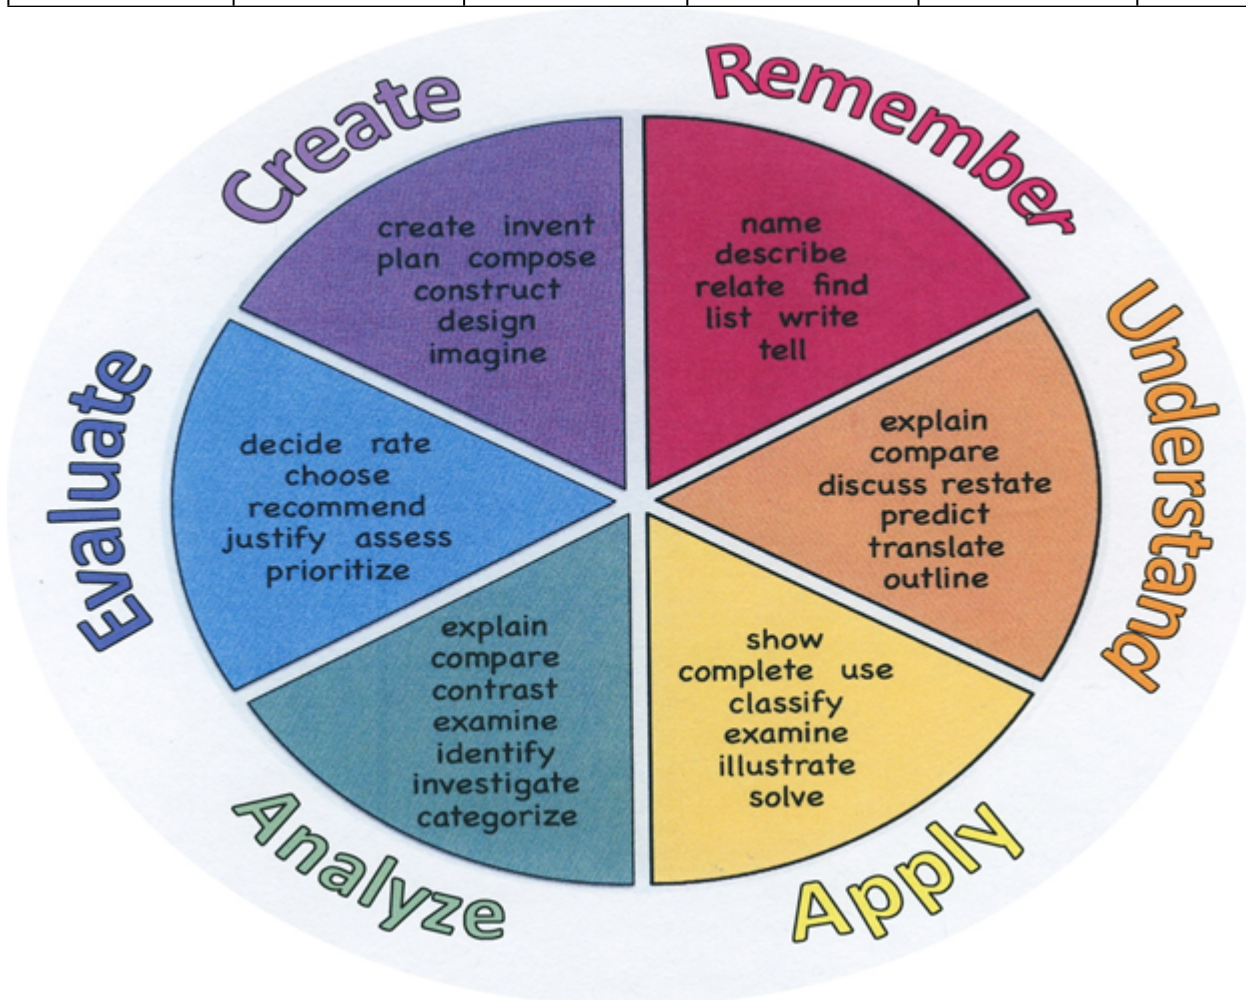 Remember
name
describe
relate find
list write
tell
Understand
explain
compare
discuss restate
predict
translate
outline
Apply
show
complete use
classify
examine
illustrate
solve
Analyze
explain
compare
contrast
examine
identify
investigate
categorize
Evaluate
decide rate
choose
recommend
justify assess
prioritize
Create
create invent
plan compose
construct
design
imagine